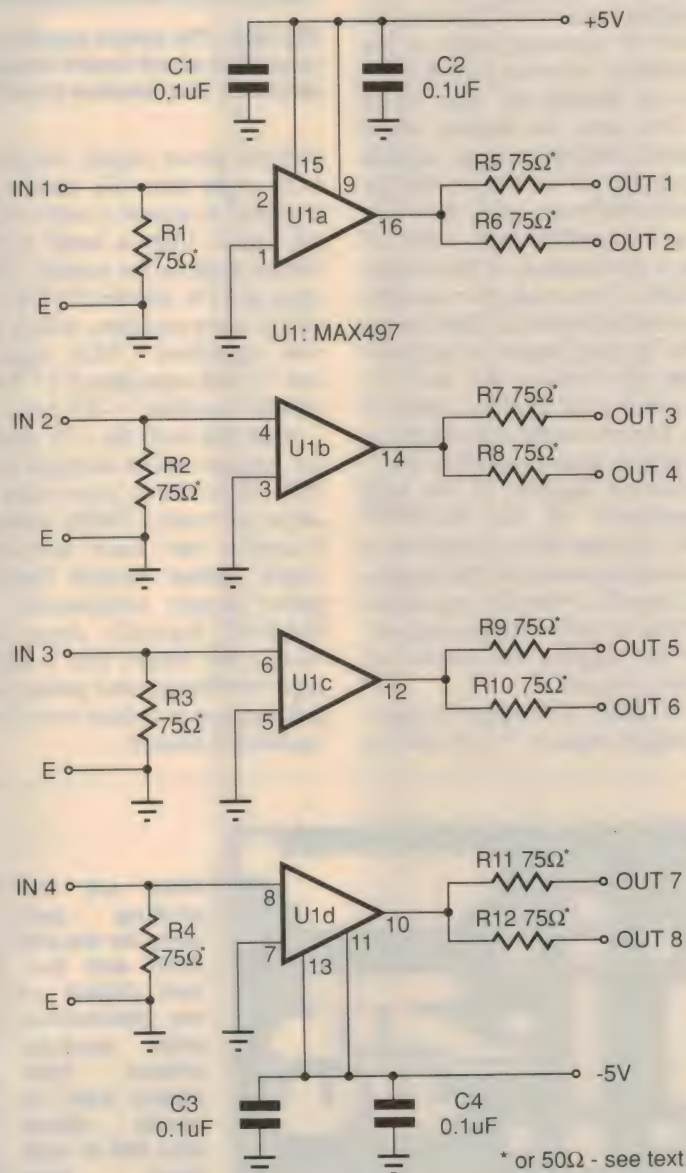 +5V
C1
0.1uF
C2
0.1uF
15
9
IN 1
2
U1a
16
1
R5 75Ω*
OUT 1
R6 75Ω*
OUT 2
R1
75Ω*
E
U1: MAX497
IN 2
4
U1b
14
3
R7 75Ω*
OUT 3
R8 75Ω*
OUT 4
R2
75Ω*
E
IN 3
6
U1c
12
5
R9 75Ω*
OUT 5
R10 75Ω*
OUT 6
R3
75Ω*
E
IN 4
8
U1d
10
7
11
13
R11 75Ω*
OUT 7
R12 75Ω*
OUT 8
R4
75Ω*
E
-5V
C3
0.1uF
C4
0.1uF
* or 50Ω - see text